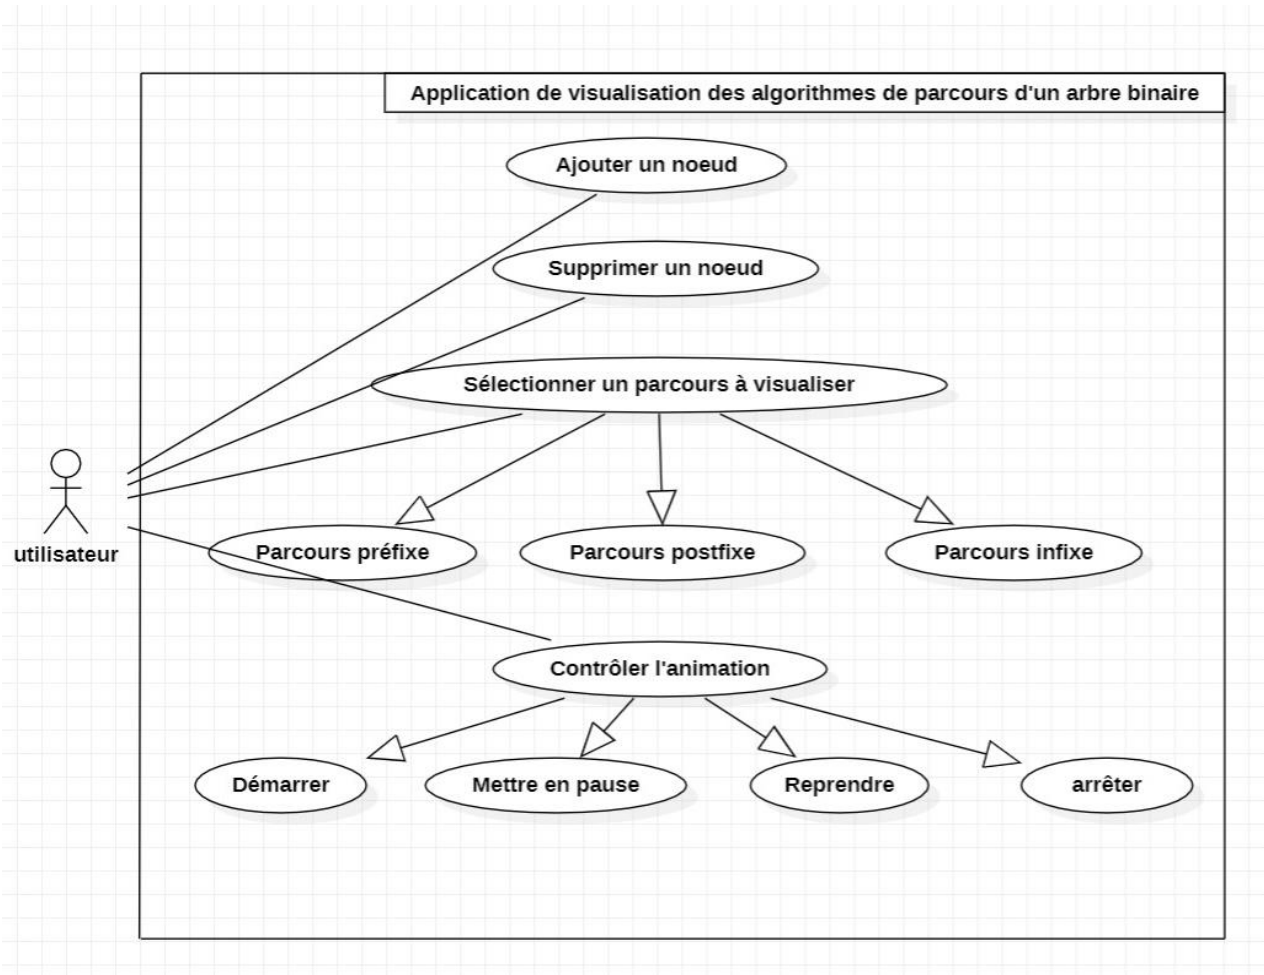 Application de visualisation des algorithmes de parcours d'un arbre binaire
Ajouter un noeud
Supprimer un noeud
Sélectionner un parcours à visualiser
utilisateur
Parcours préfixe
Parcours postfixe
Parcours infixe
Contrôler l'animation
Démarrer
Mettre en pause
Reprendre
arrêter